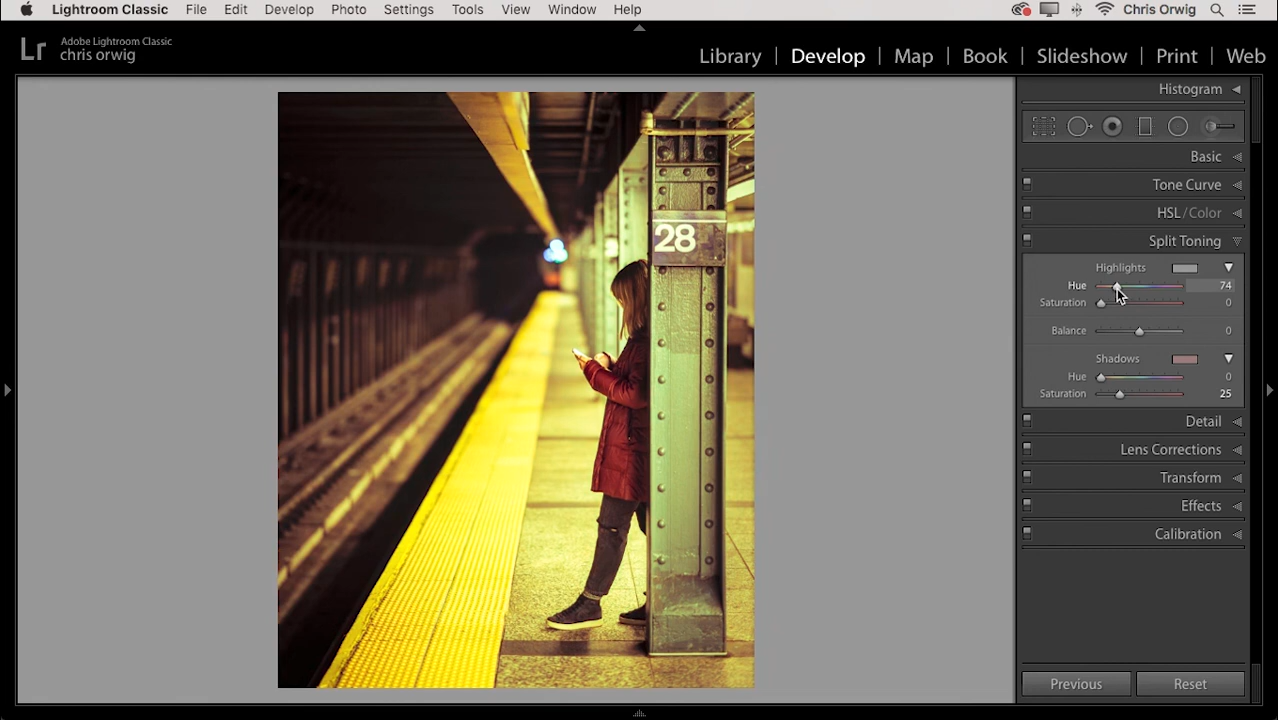 Lightroom Classic File Edit Develop Photo Settings Tools View Window Help Chris Orwig
Lr Adobe Lightroom Classic
chris orwig
Library | Develop | Map | Book | Slideshow | Print | Web
Histogram
Basic
Tone Curve
HSL / Color
Split Toning
Highlights
Hue 74
Saturation 0
Balance 0
Shadows
Hue 0
Saturation 25
Detail
Lens Corrections
Transform
Effects
Calibration
Previous Reset
28